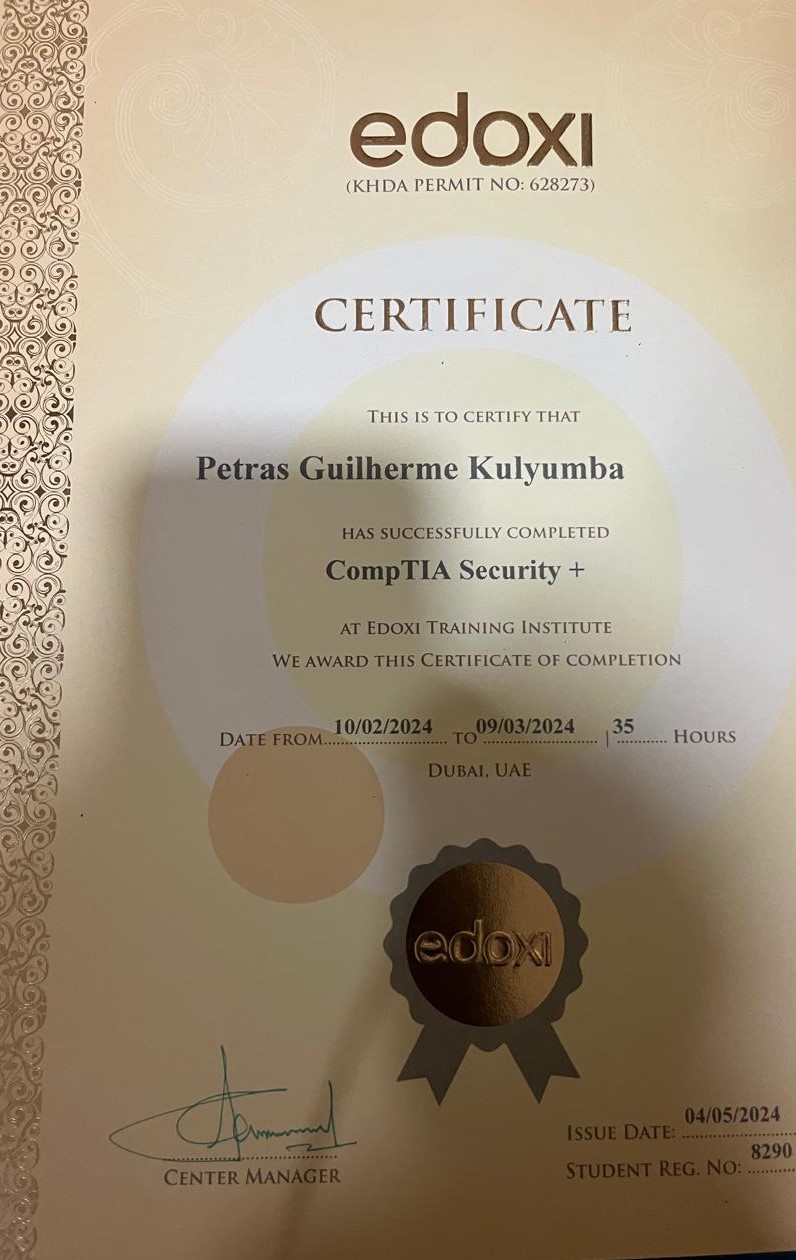 edoxi
(KHDA PERMIT NO: 628273)
CERTIFICATE
THIS IS TO CERTIFY THAT
Petras Guilherme Kulyumba
HAS SUCCESSFULLY COMPLETED
CompTIA Security +
AT EDOXI TRAINING INSTITUTE
WE AWARD THIS CERTIFICATE OF COMPLETION
DATE FROM 10/02/2024 TO 09/03/2024 | 35 HOURS
DUBAI, UAE
edoxi
CENTER MANAGER
ISSUE DATE: 04/05/2024
STUDENT REG. NO: 8290